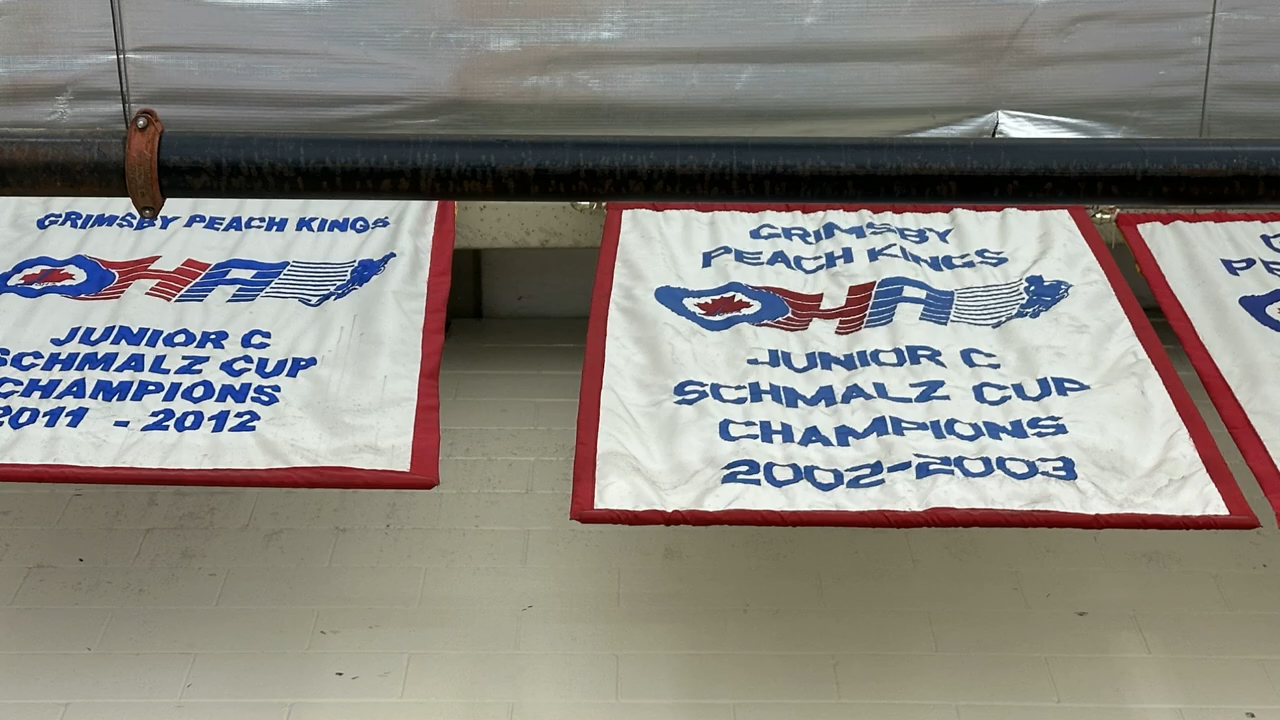 GRIMSBY PEACH KINGS
OHA
JUNIOR C
SCHMALZ CUP
CHAMPIONS
2011 - 2012
GRIMSBY
PEACH KINGS
OHA
JUNIOR C
SCHMALZ CUP
CHAMPIONS
2002-2003